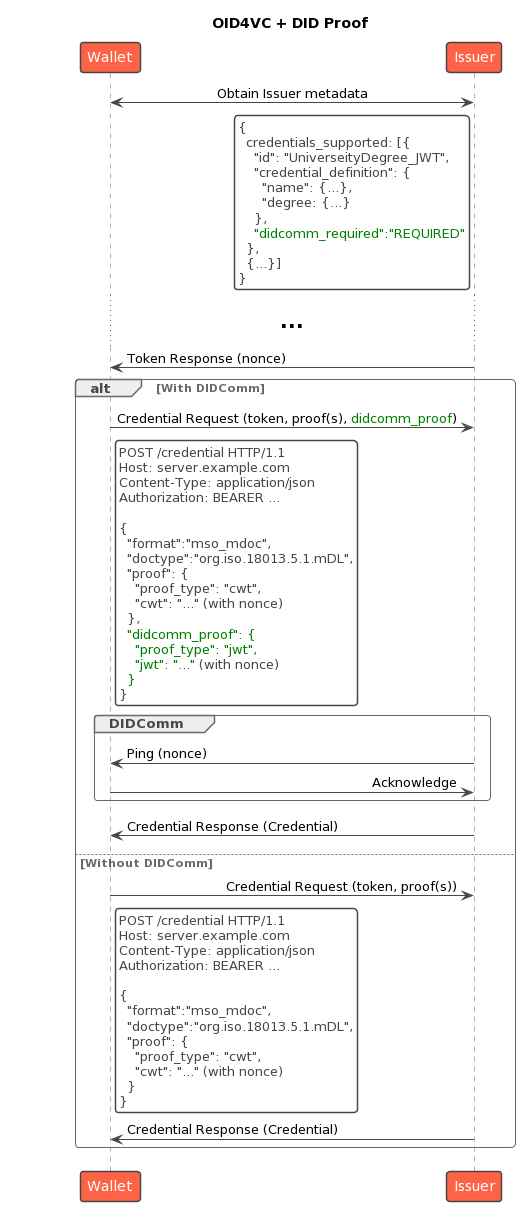 OID4VC + DID Proof
Wallet Issuer
Obtain Issuer metadata
{
credentials_supported: [{
"id": "UniverseityDegree_JWT",
"credential_definition": {
"name": {...},
"degree: {...}
},
"didcomm_required":"REQUIRED"
},
{...}]
}
...
Token Response (nonce)
alt [With DIDComm]
Credential Request (token, proof(s), didcomm_proof)
POST /credential HTTP/1.1
Host: server.example.com
Content-Type: application/json
Authorization: BEARER ...
{
"format":"mso_mdoc",
"doctype":"org.iso.18013.5.1.mDL",
"proof": {
"proof_type": "cwt",
"cwt": "..." (with nonce)
},
"didcomm_proof": {
"proof_type": "jwt",
"jwt": "..." (with nonce)
}
}
DIDComm
Ping (nonce)
Acknowledge
Credential Response (Credential)
[Without DIDComm]
Credential Request (token, proof(s))
POST /credential HTTP/1.1
Host: server.example.com
Content-Type: application/json
Authorization: BEARER ...
{
"format":"mso_mdoc",
"doctype":"org.iso.18013.5.1.mDL",
"proof": {
"proof_type": "cwt",
"cwt": "..." (with nonce)
}
}
Credential Response (Credential)
Wallet Issuer